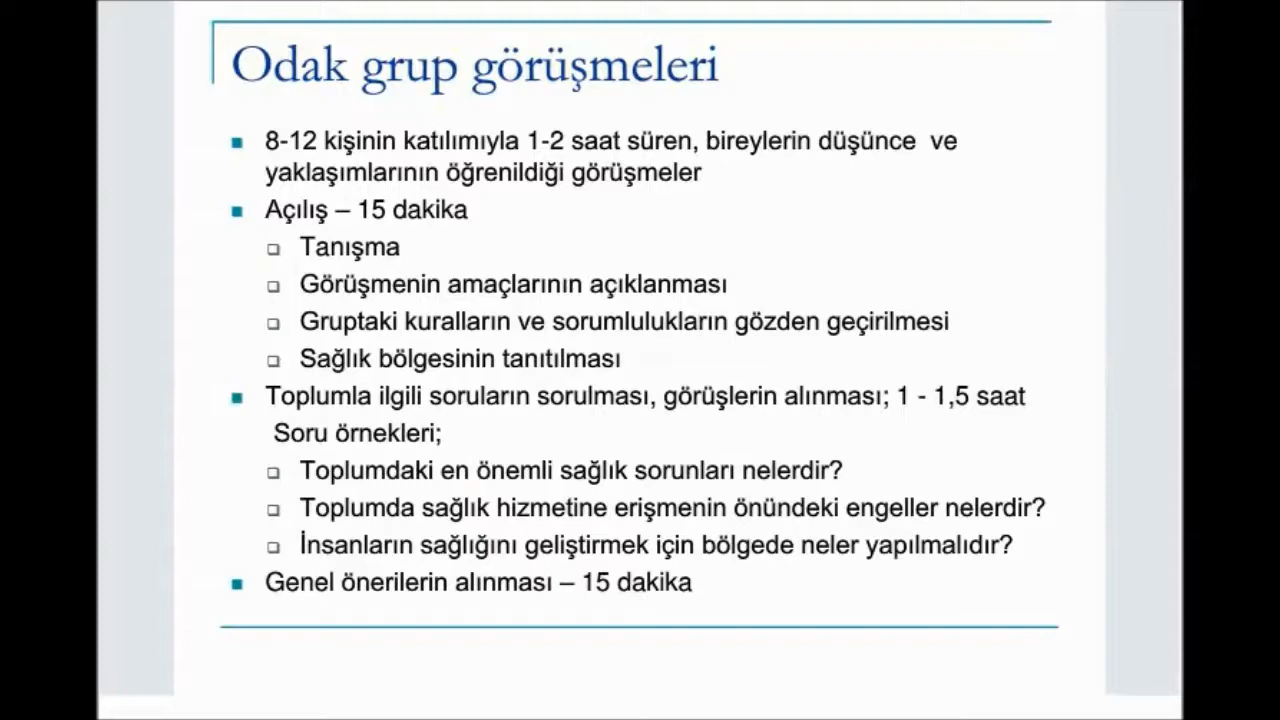 Odak grup görüşmeleri
8-12 kişinin katılımıyla 1-2 saat süren, bireylerin düşünce ve
yaklaşımlarının öğrenildiği görüşmeler
Açılış – 15 dakika
Tanışma
Görüşmenin amaçlarının açıklanması
Gruptaki kuralların ve sorumlulukların gözden geçirilmesi
Sağlık bölgesinin tanıtılması
Toplumla ilgili soruların sorulması, görüşlerin alınması; 1 - 1,5 saat
Soru örnekleri;
Toplumdaki en önemli sağlık sorunları nelerdir?
Toplumda sağlık hizmetine erişmenin önündeki engeller nelerdir?
İnsanların sağlığını geliştirmek için bölgede neler yapılmalıdır?
Genel önerilerin alınması – 15 dakika